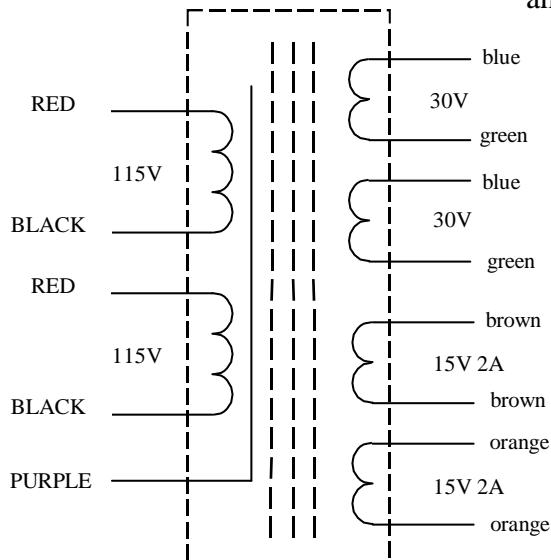 an
RED
115V
BLACK
RED
115V
BLACK
PURPLE
blue
30V
green
blue
30V
green
brown
15V 2A
brown
orange
15V 2A
orange